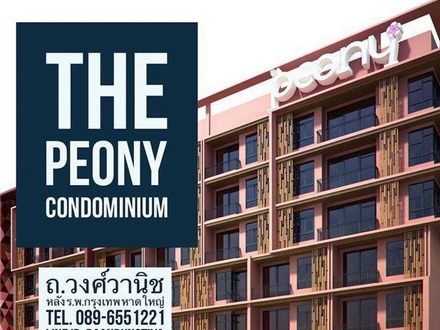 THE
PEONY
CONDOMINIUM
peony
ถ.วงศ์วานิช
หลังร.พ.กรุงเทพหาดใหญ่
TEL. 089-6551221